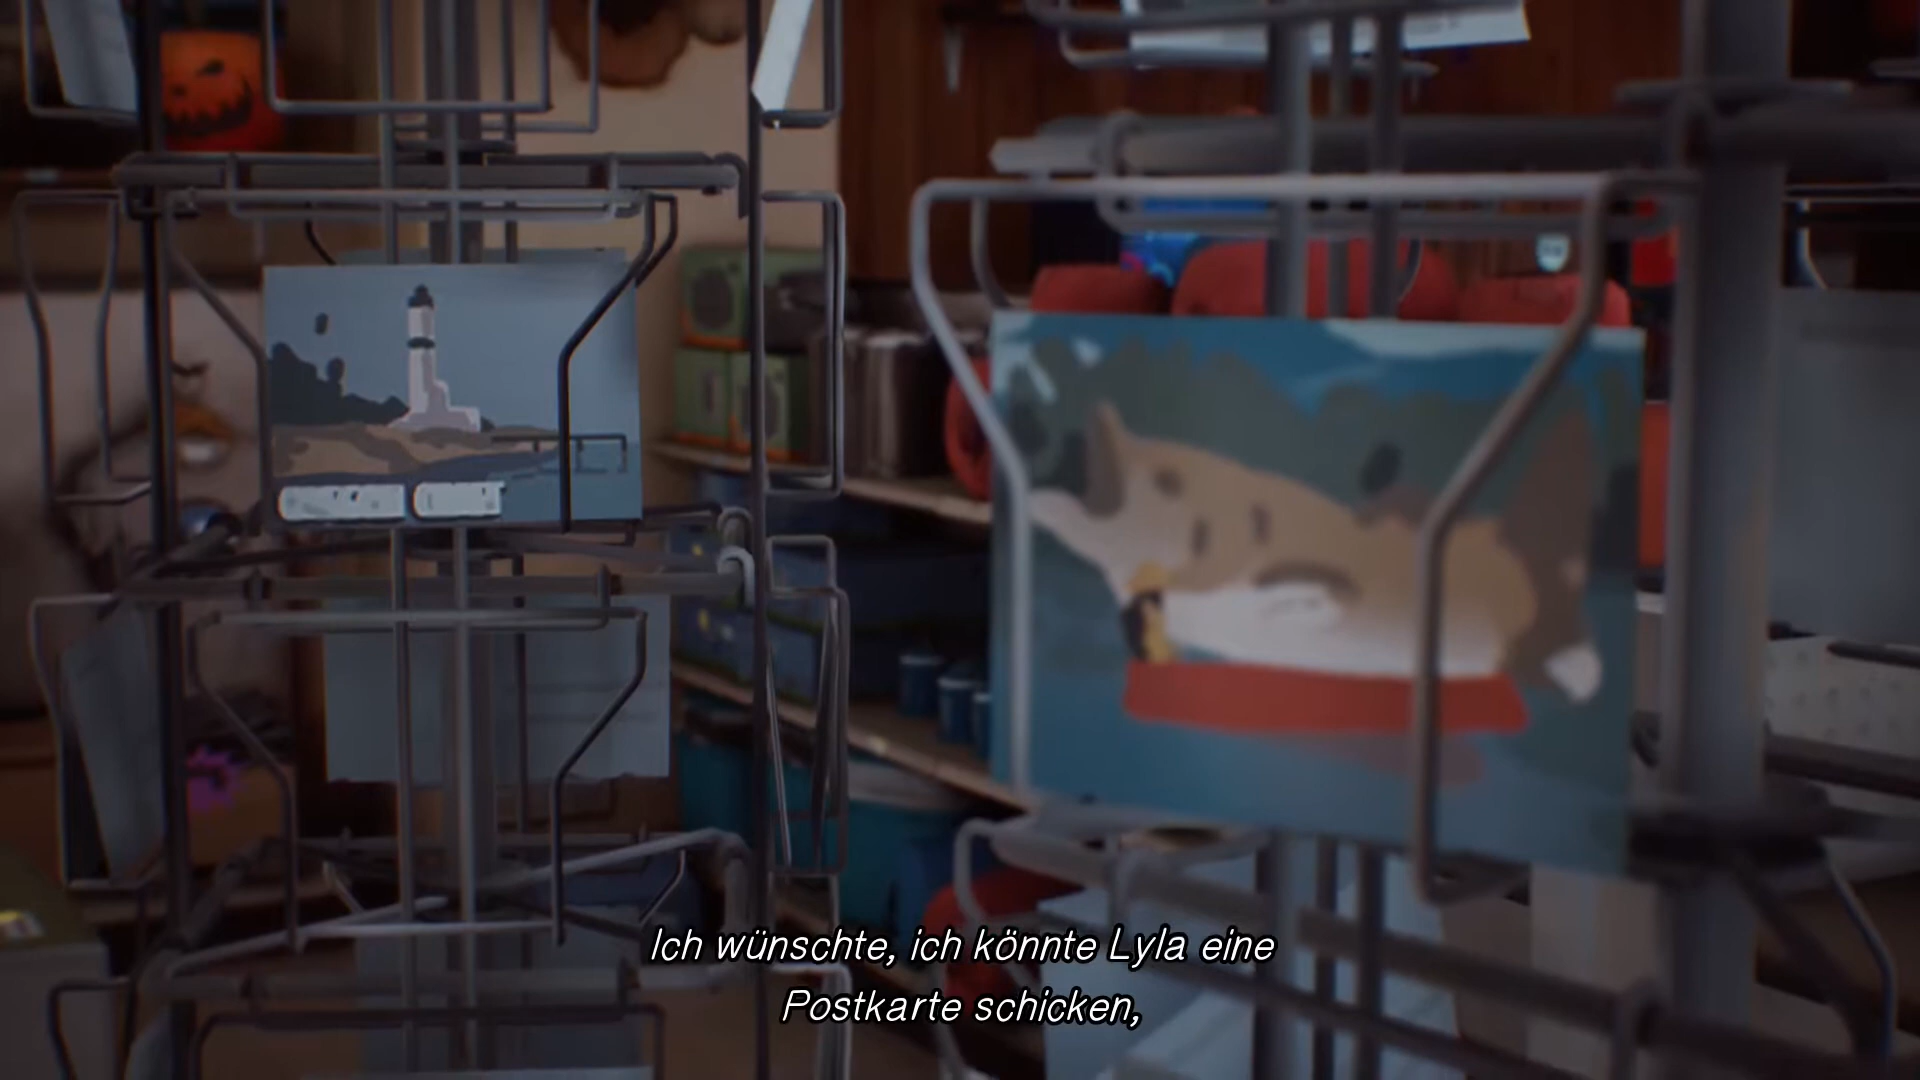 Ich wünschte, ich könnte Lyla eine
Postkarte schicken,